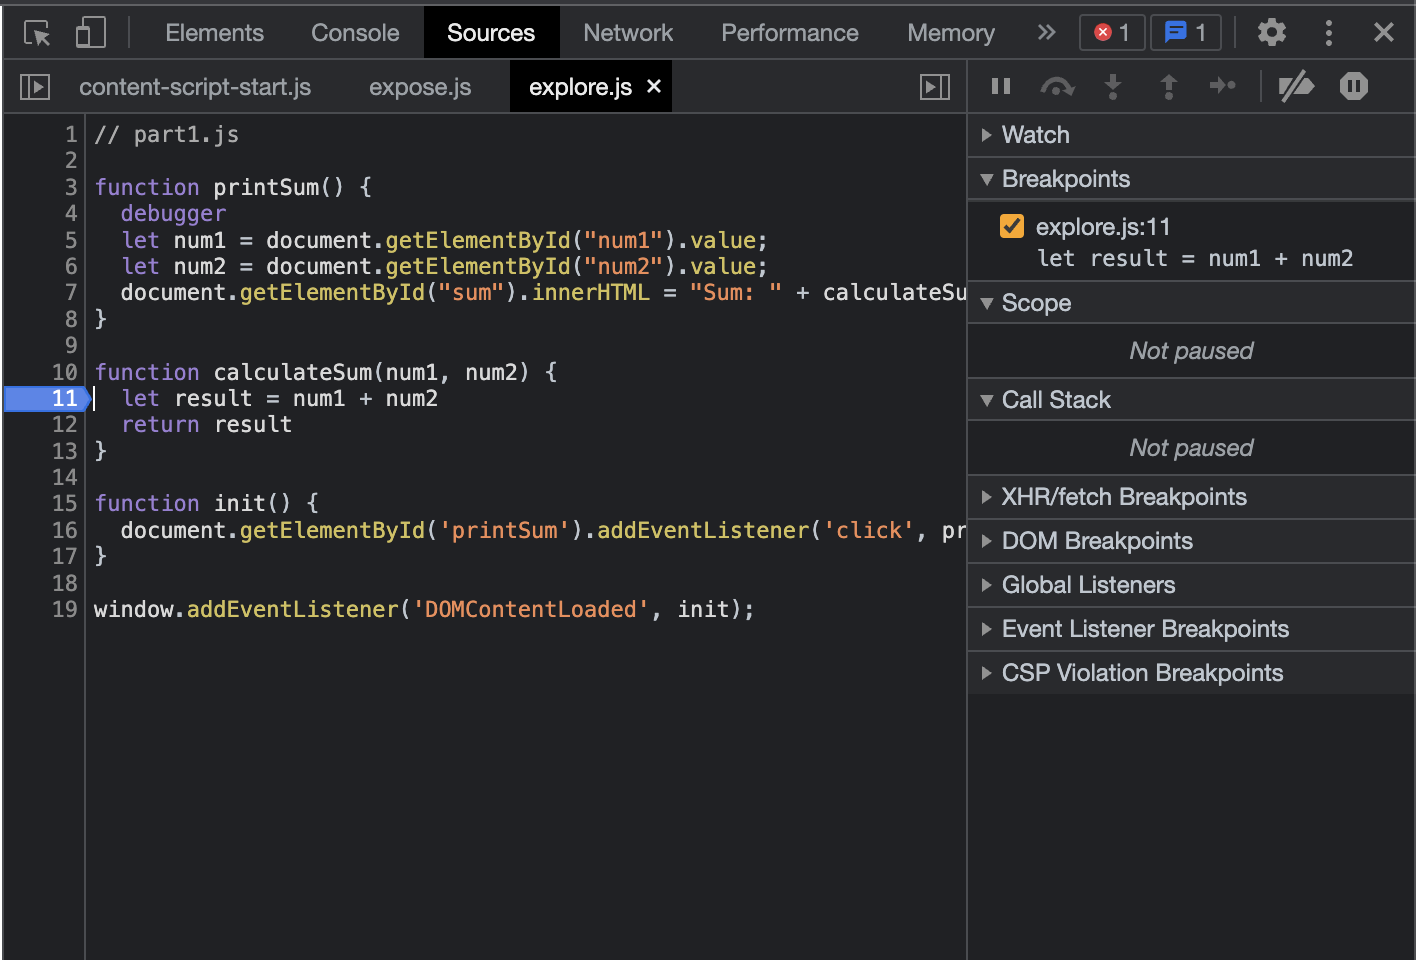 Elements Console Sources Network Performance Memory » 1 1
content-script-start.js expose.js explore.js ×
1 // part1.js
2
3 function printSum() {
4   debugger
5   let num1 = document.getElementById("num1").value;
6   let num2 = document.getElementById("num2").value;
7   document.getElementById("sum").innerHTML = "Sum: " + calculateSu
8 }
9
10 function calculateSum(num1, num2) {
11   let result = num1 + num2
12   return result
13 }
14
15 function init() {
16   document.getElementById('printSum').addEventListener('click', pr
17 }
18
19 window.addEventListener('DOMContentLoaded', init);
Watch
Breakpoints
explore.js:11
let result = num1 + num2
Scope
Not paused
Call Stack
Not paused
XHR/fetch Breakpoints
DOM Breakpoints
Global Listeners
Event Listener Breakpoints
CSP Violation Breakpoints